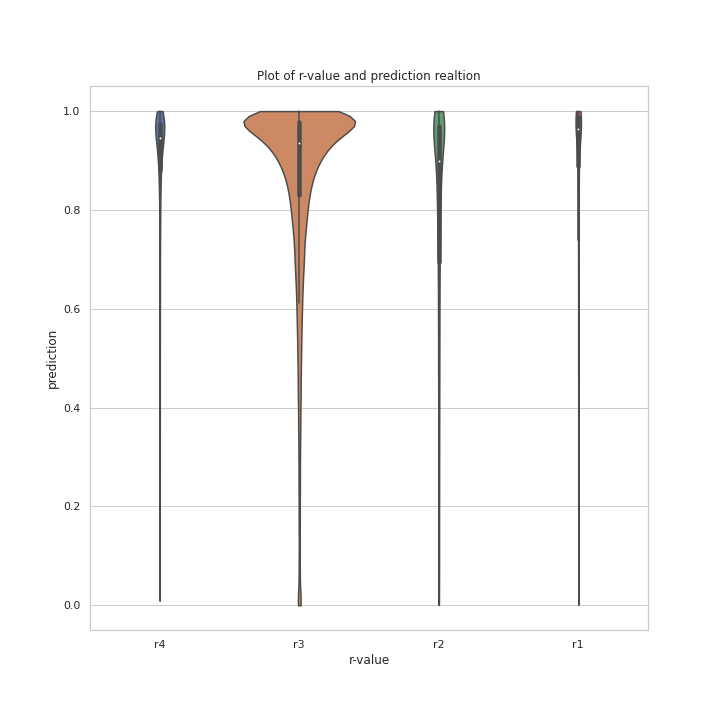 Plot of r-value and prediction realtion
1.0
0.8
0.6
0.4
0.2
0.0
prediction
r4 r3 r2 r1
r-value